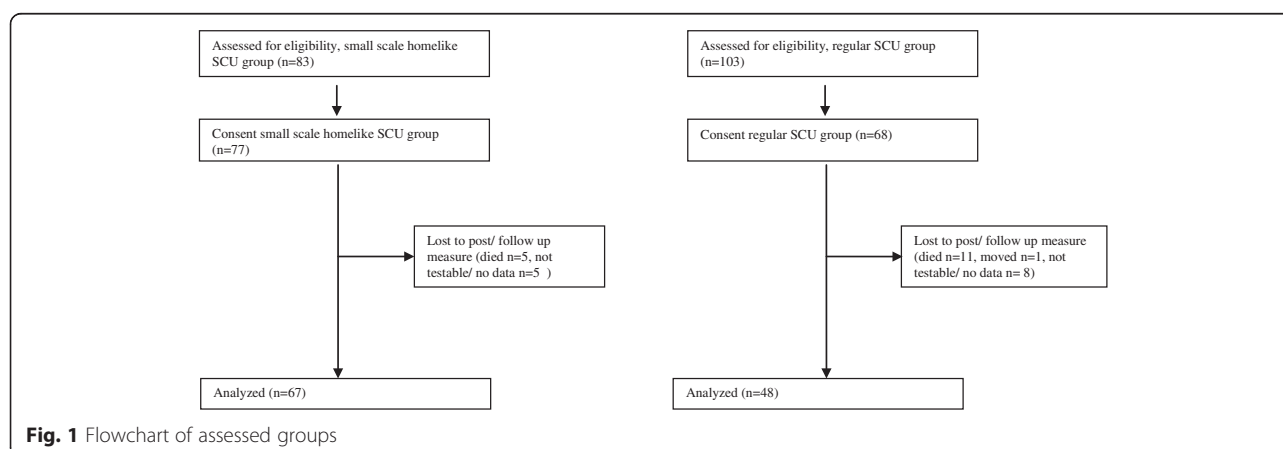 Assessed for eligibility, small scale homelike
SCU group (n=83)
Assessed for eligibility, regular SCU group
(n=103)
Consent small scale homelike SCU group
(n=77)
Consent regular SCU group (n=68)
Lost to post/ follow up
measure (died n=5, not
testable/ no data n=5 )
Lost to post/ follow up measure
(died n=11, moved n=1, not
testable/ no data n= 8)
Analyzed (n=67)
Analyzed (n=48)
Fig. 1 Flowchart of assessed groups